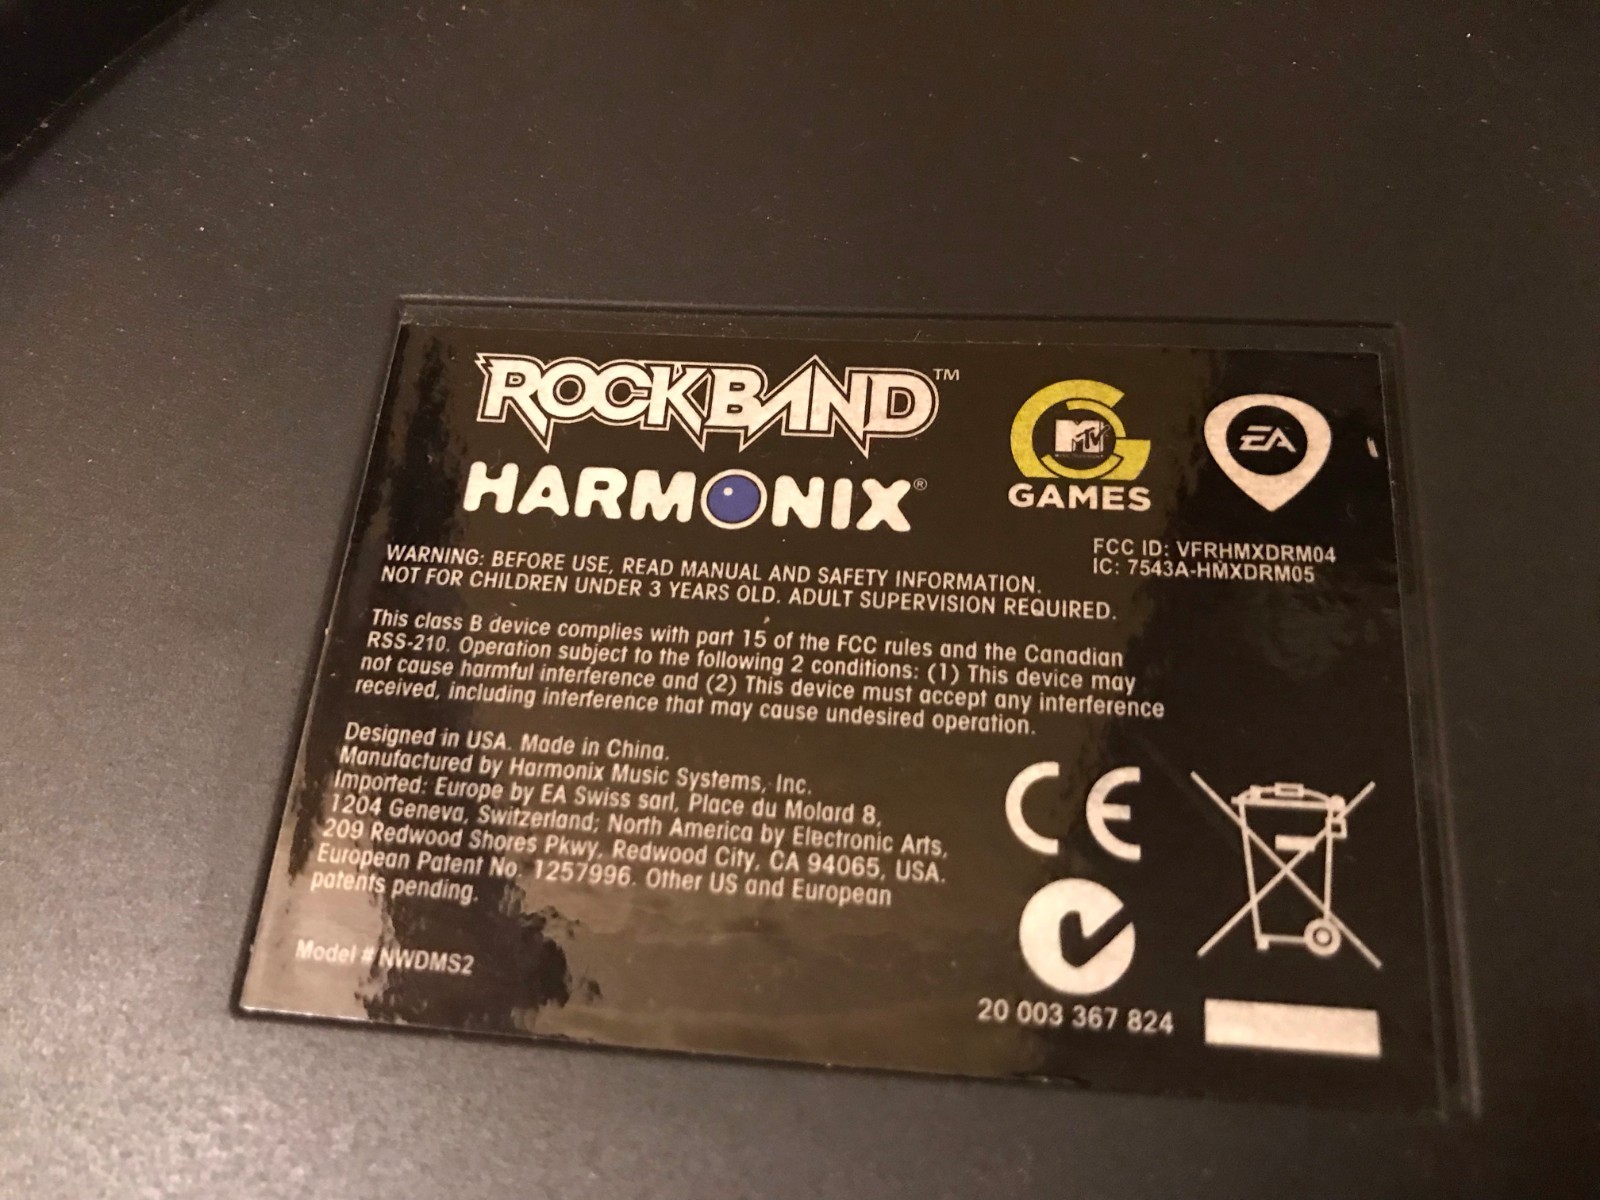 ROCKBAND™
HARMONIX®
MTV
GAMES
EA
FCC ID: VFRHMXDRM04
IC: 7543A-HMXDRM05
WARNING: BEFORE USE, READ MANUAL AND SAFETY INFORMATION.
NOT FOR CHILDREN UNDER 3 YEARS OLD. ADULT SUPERVISION REQUIRED.
This class B device complies with part 15 of the FCC rules and the Canadian
RSS-210. Operation subject to the following 2 conditions: (1) This device may
not cause harmful interference and (2) This device must accept any interference
received, including interference that may cause undesired operation.
Designed in USA. Made in China.
Manufactured by Harmonix Music Systems, Inc.
Imported: Europe by EA Swiss sarl, Place du Molard 8,
1204 Geneva, Switzerland; North America by Electronic Arts,
209 Redwood Shores Pkwy, Redwood City, CA 94065, USA.
European Patent No. 1257996. Other US and European
patents pending.
Model # NWDMS2
CE
20 003 367 824